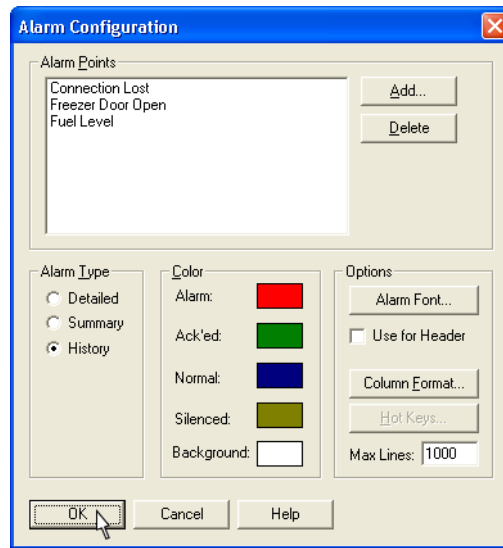 Alarm Configuration
Alarm Points
Connection Lost
Freezer Door Open
Fuel Level
Add...
Delete
Alarm Type
Detailed
Summary
History
Color
Alarm:
Ack'ed:
Normal:
Silenced:
Background:
Options
Alarm Font...
Use for Header
Column Format...
Hot Keys...
Max Lines: 1000
OK
Cancel
Help